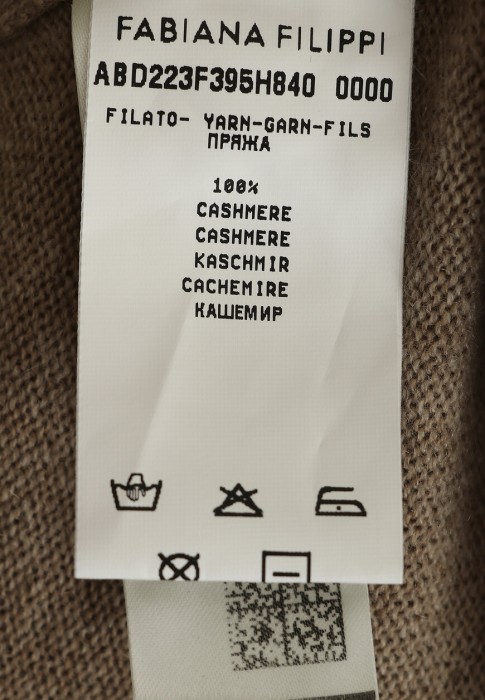 FABIANA FILIPPI
ABD223F395H840 0000
FILATO- YARN-GARN-FILS
ПРЯЖА
100%
CASHMERE
CASHMERE
KASCHMIR
CACHEMIRE
КАШЕМИР